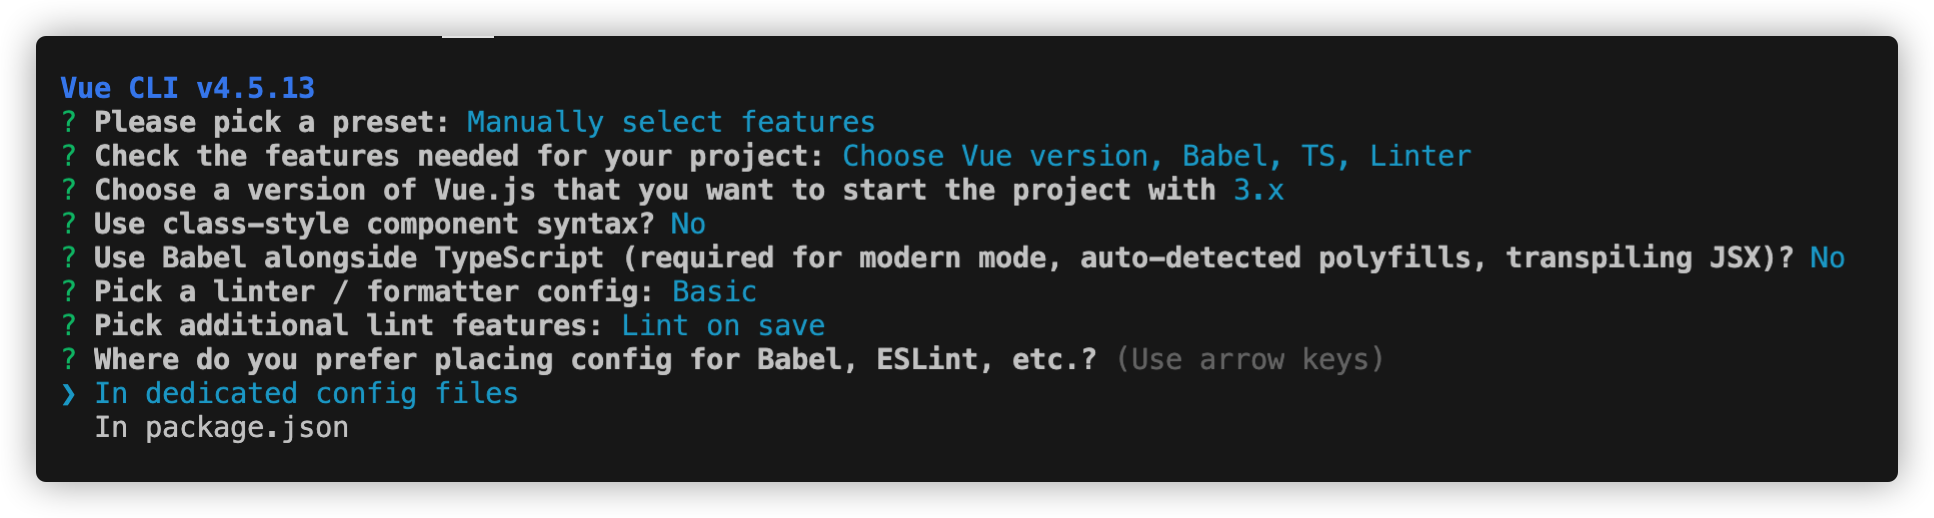 Vue CLI v4.5.13
? Please pick a preset: Manually select features
? Check the features needed for your project: Choose Vue version, Babel, TS, Linter
? Choose a version of Vue.js that you want to start the project with 3.x
? Use class-style component syntax? No
? Use Babel alongside TypeScript (required for modern mode, auto-detected polyfills, transpiling JSX)? No
? Pick a linter / formatter config: Basic
? Pick additional lint features: Lint on save
? Where do you prefer placing config for Babel, ESLint, etc.? (Use arrow keys)
❯ In dedicated config files
In package.json